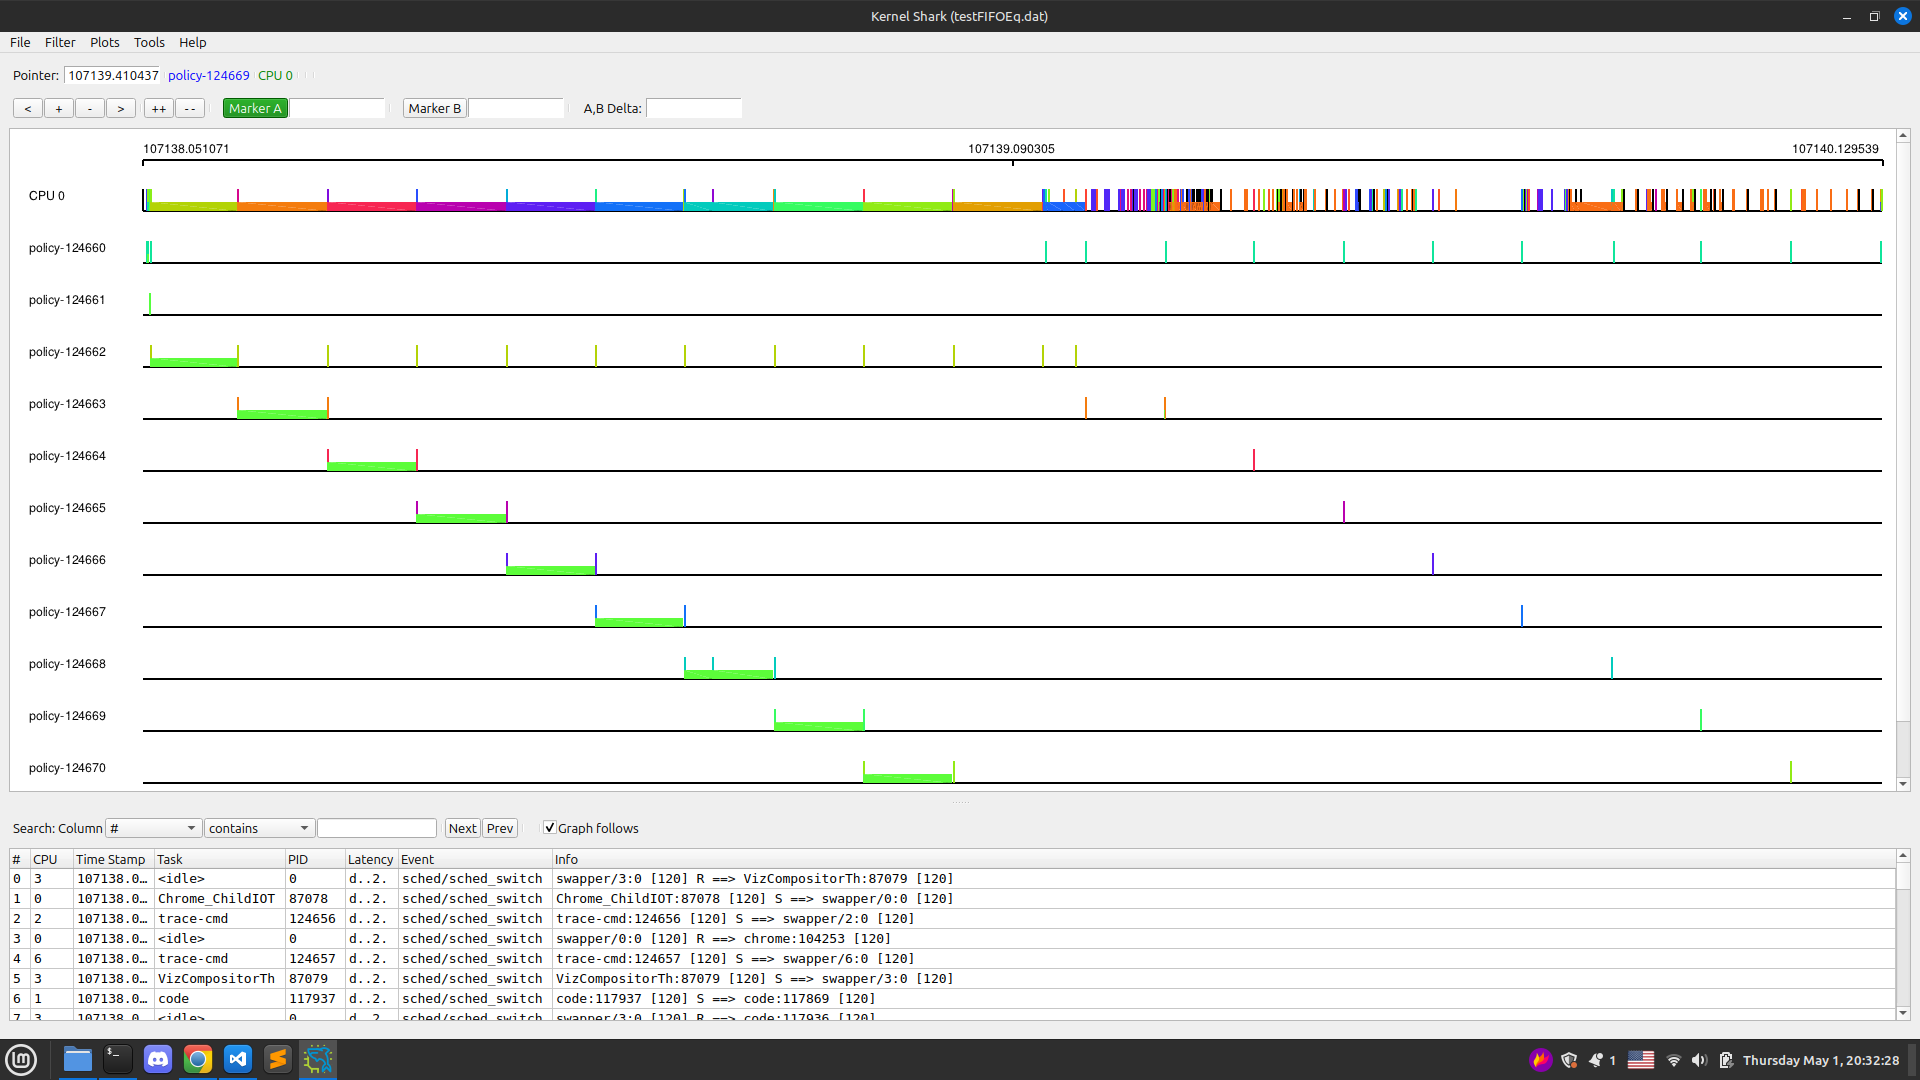 Kernel Shark (testFIFOEq.dat)
File Filter Plots Tools Help
Pointer: 107139.410437 policy-124669 CPU 0
< + - > ++ -- Marker A Marker B A,B Delta:
107138.051071 107139.090305 107140.129539
CPU 0
policy-124660
policy-124661
policy-124662
policy-124663
policy-124664
policy-124665
policy-124666
policy-124667
policy-124668
policy-124669
policy-124670
Search: Column # contains Next Prev Graph follows
# CPU Time Stamp Task PID Latency Event Info
0 3 107138.0... <idle> 0 d..2. sched/sched_switch swapper/3:0 [120] R ==> VizCompositorTh:87079 [120]
1 0 107138.0... Chrome_ChildIOT 87078 d..2. sched/sched_switch Chrome_ChildIOT:87078 [120] S ==> swapper/0:0 [120]
2 2 107138.0... trace-cmd 124656 d..2. sched/sched_switch trace-cmd:124656 [120] S ==> swapper/2:0 [120]
3 0 107138.0... <idle> 0 d..2. sched/sched_switch swapper/0:0 [120] R ==> chrome:104253 [120]
4 6 107138.0... trace-cmd 124657 d..2. sched/sched_switch trace-cmd:124657 [120] S ==> swapper/6:0 [120]
5 3 107138.0... VizCompositorTh 87079 d..2. sched/sched_switch VizCompositorTh:87079 [120] S ==> swapper/3:0 [120]
6 1 107138.0... code 117937 d..2. sched/sched_switch code:117937 [120] S ==> code:117869 [120]
7 3 107138.0... <idle> 0 d..2. sched/sched_switch swapper/3:0 [120] R ==> code:117936 [120]
1 Thursday May 1, 20:32:28